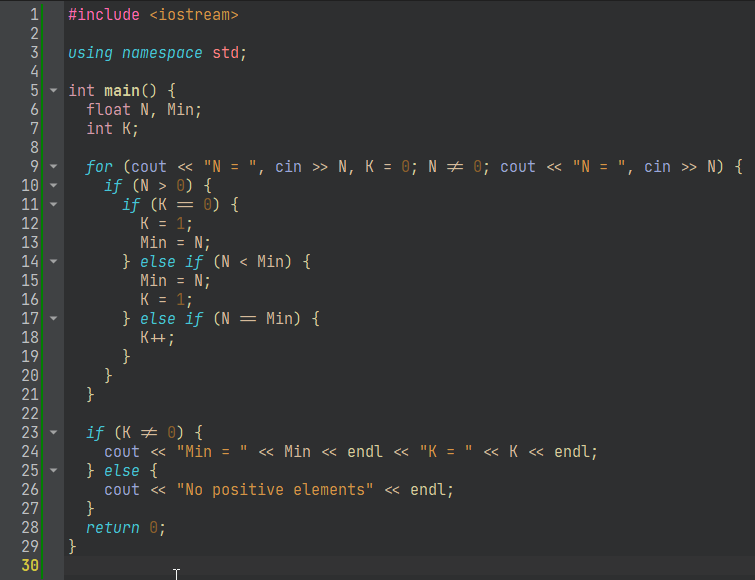 1 #include <iostream>
2
3 using namespace std;
4
5 int main() {
6   float N, Min;
7   int K;
8
9   for (cout << "N = ", cin >> N, K = 0; N != 0; cout << "N = ", cin >> N) {
10     if (N > 0) {
11       if (K == 0) {
12         K = 1;
13         Min = N;
14       } else if (N < Min) {
15         Min = N;
16         K = 1;
17       } else if (N == Min) {
18         K++;
19       }
20     }
21   }
22
23   if (K != 0) {
24     cout << "Min = " << Min << endl << "K = " << K << endl;
25   } else {
26     cout << "No positive elements" << endl;
27   }
28   return 0;
29 }
30